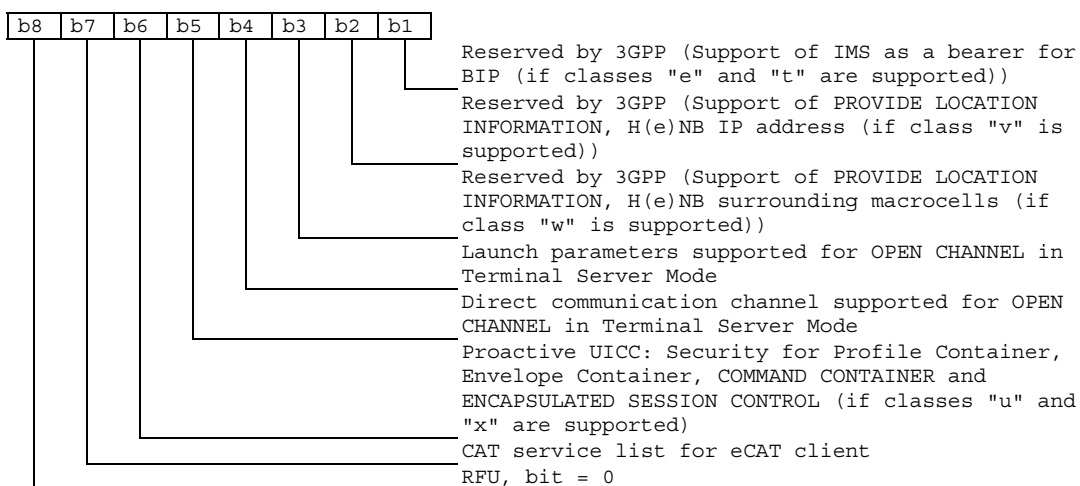 b8 b7 b6 b5 b4 b3 b2 b1
Reserved by 3GPP (Support of IMS as a bearer for
BIP (if classes "e" and "t" are supported))
Reserved by 3GPP (Support of PROVIDE LOCATION
INFORMATION, H(e)NB IP address (if class "v" is
supported))
Reserved by 3GPP (Support of PROVIDE LOCATION
INFORMATION, H(e)NB surrounding macrocells (if
class "w" is supported))
Launch parameters supported for OPEN CHANNEL in
Terminal Server Mode
Direct communication channel supported for OPEN
CHANNEL in Terminal Server Mode
Proactive UICC: Security for Profile Container,
Envelope Container, COMMAND CONTAINER and
ENCAPSULATED SESSION CONTROL (if classes "u" and
"x" are supported)
CAT service list for eCAT client
RFU, bit = 0